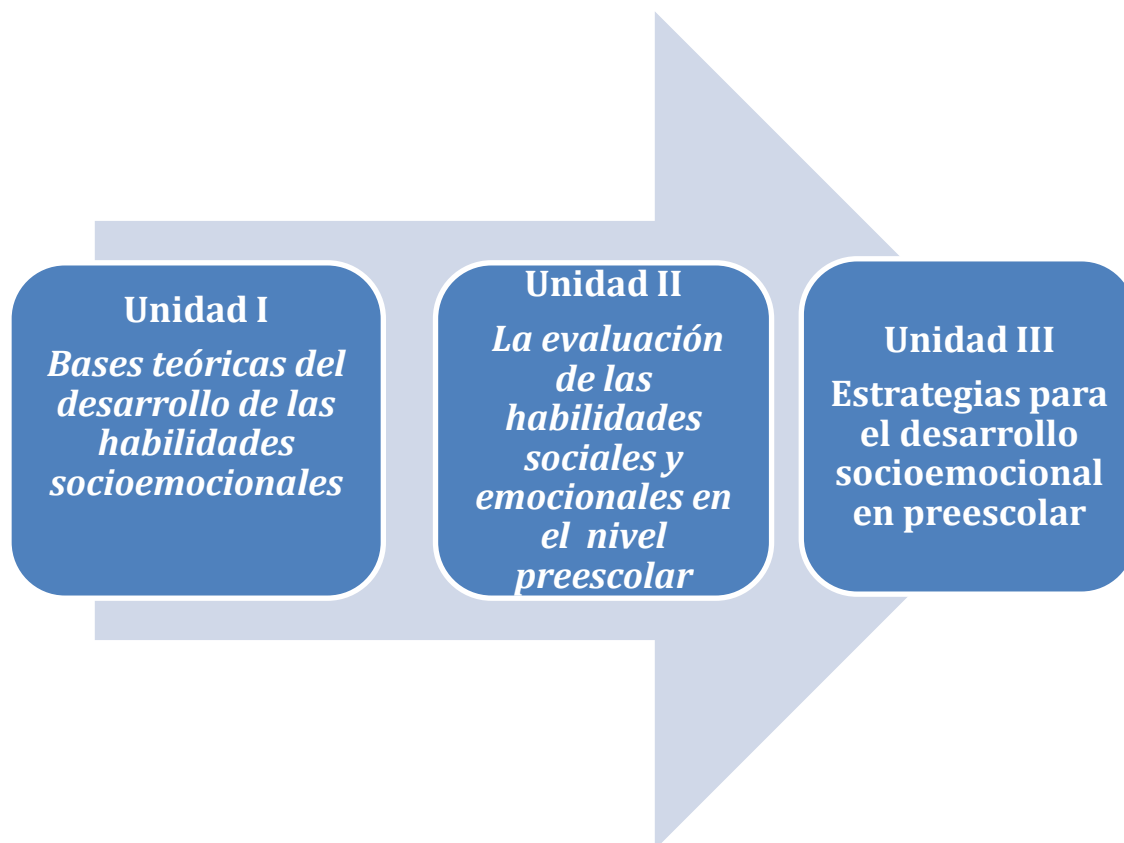 Unidad I
Bases teóricas del
desarrollo de las
habilidades
socioemocionales
Unidad II
La evaluación
de las
habilidades
sociales y
emocionales en
el nivel
preescolar
Unidad III
Estrategias para
el desarrollo
socioemocional
en preescolar